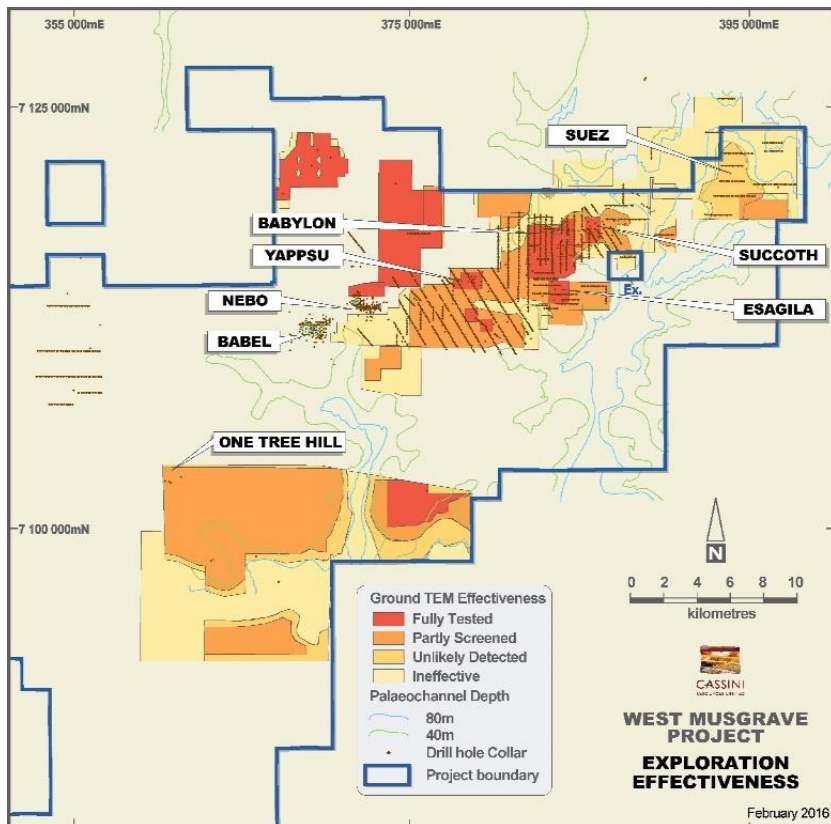 355 000mE
375 000mE
395 000mE
7 125 000mN
SUEZ
BABYLON
YAPPSU
SUCCOTH
NEBO
Ex.
ESAGILA
BABEL
ONE TREE HILL
7 100 000mN
N
0 2 4 6 8 10
kilometres
Ground TEM Effectiveness
Fully Tested
Partly Screened
Unlikely Detected
Ineffective
Palaeochannel Depth
80m
40m
Drill hole Collar
Project boundary
CASSINI
WEST MUSGRAVE
PROJECT
EXPLORATION
EFFECTIVENESS
February 2016